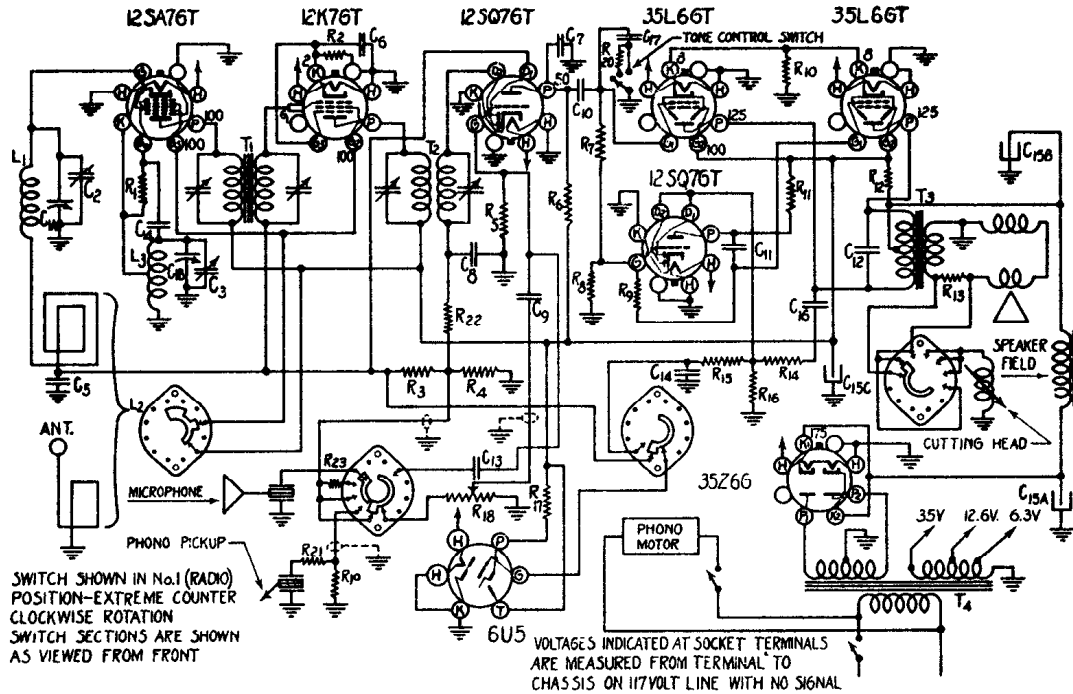 12SA7GT 12K7GT 12SQ7GT 35L6GT 35L6GT
TONE CONTROL SWITCH
R2 C6 C7 C17 R20 R10
K H P 100 100
K H P 100
50 P H K
8 K H P 125 100
8 K H P 125
L1 C2 R1 T1 T2 R5 C10 R7 R6
12SQ7GT
K P H G
R11 R12 C15B
T3
C14 L3 C18 C3 C8 C9 R8 R9 C11 C12 R13
C16
R22
SPEAKER
FIELD
C5 R3 R4 C14 R15 R14 R16 C15C
L2
ANT.
CUTTING HEAD
175
MICROPHONE
R23 C13 R17 R18
35Z6G
C15A
35V 12.6V. 6.3V
PHONO
MOTOR
PHONO PICKUP
R21 R10
H P H G K T
6U5
T4
SWITCH SHOWN IN No.1 (RADIO)
POSITION-EXTREME COUNTER
CLOCKWISE ROTATION
SWITCH SECTIONS ARE SHOWN
AS VIEWED FROM FRONT
VOLTAGES INDICATED AT SOCKET TERMINALS
ARE MEASURED FROM TERMINAL TO
CHASSIS ON 117 VOLT LINE WITH NO SIGNAL